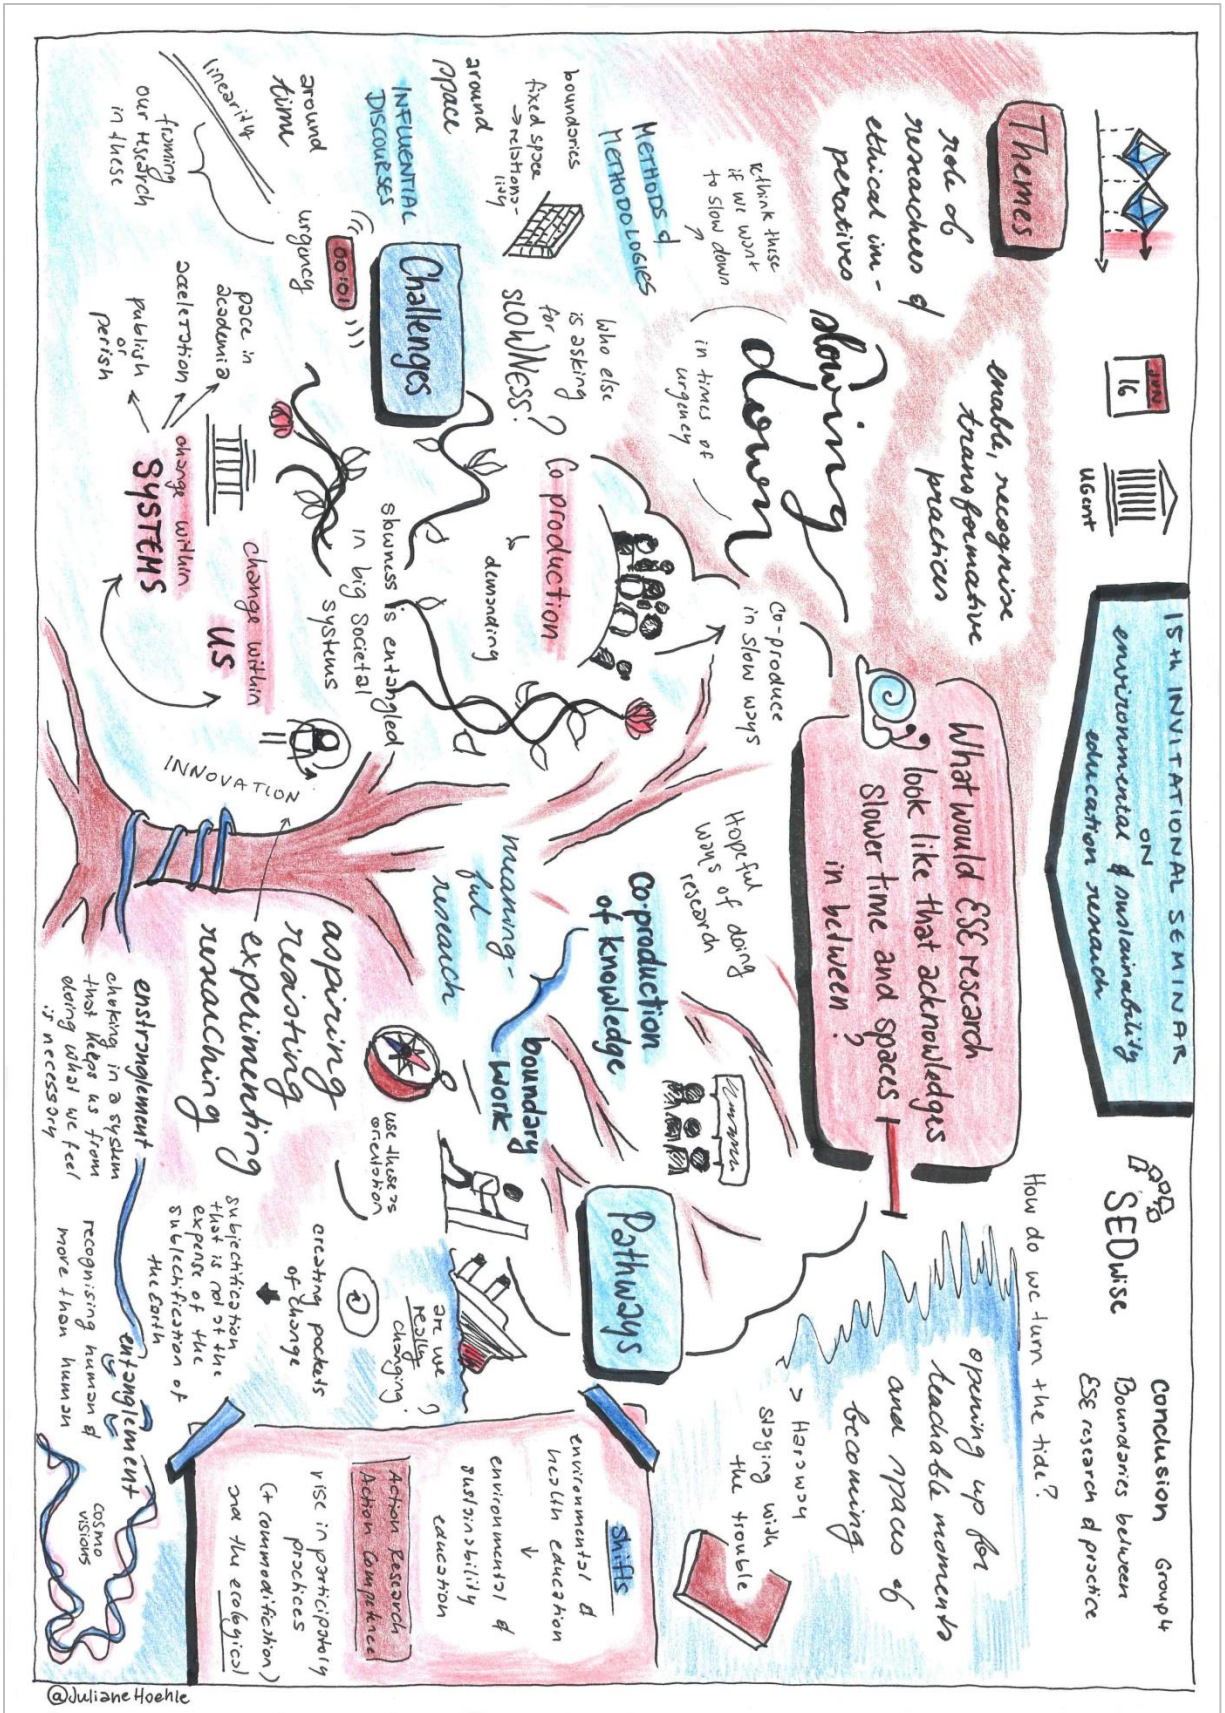 JUN
16
UGent
15th INVITATIONAL SEMINAR
ON
environmental & sustainability
education research
SEDwise
Conclusion Group 4
Boundaries between
ESE research & practice
Themes
role of
researchers &
ethical im-
peratives
enable, recognise
transformative
practices
slowing
down
in times of
urgency
What would ESE research
look like that acknowledges
slower time and spaces
in between?
How do we turn the tide?
opening up for
teachable moments
and spaces of
becoming
> Haraway
staying with
the trouble
METHODS &
METHODOLOGIES
rethink these
if we want
to slow down
co-produce
in slow ways
Hopeful
ways of doing
research
boundaries
fixed space
→ relationa-
lity
around
space
INFLUENTIAL
DISCOURSES
around
time
linearity
urgency
00:01
framing
our research
in these
Challenges
who else
is asking
for
SLOWNESS?
Co production
↳ demanding
slowness is entangled
in big Societal
systems
pace in
academia
acceleration
publish
or
perish
change within
SYSTEMS
change within
US
INNOVATION
co-production
of knowledge
meaning-
ful
research
boundary
work
Pathways
aspiring
resisting
experimenting
researching
use these as
orientation
are we
really
changing?
creating pockets
of change
subjectification
that is not at the
expense of the
subjectification of
the Earth
enstranglement
choking in a system
that keeps us from
doing what we feel
is necessary
entanglement
recognising human &
more than human
cosmo
visions
shifts
environmental &
health education
↓
environmental &
sustainability
education
Action Research
Action Competence
rise in participatory
practices
(+ commodification)
and the ecological
@JulianeHoehle